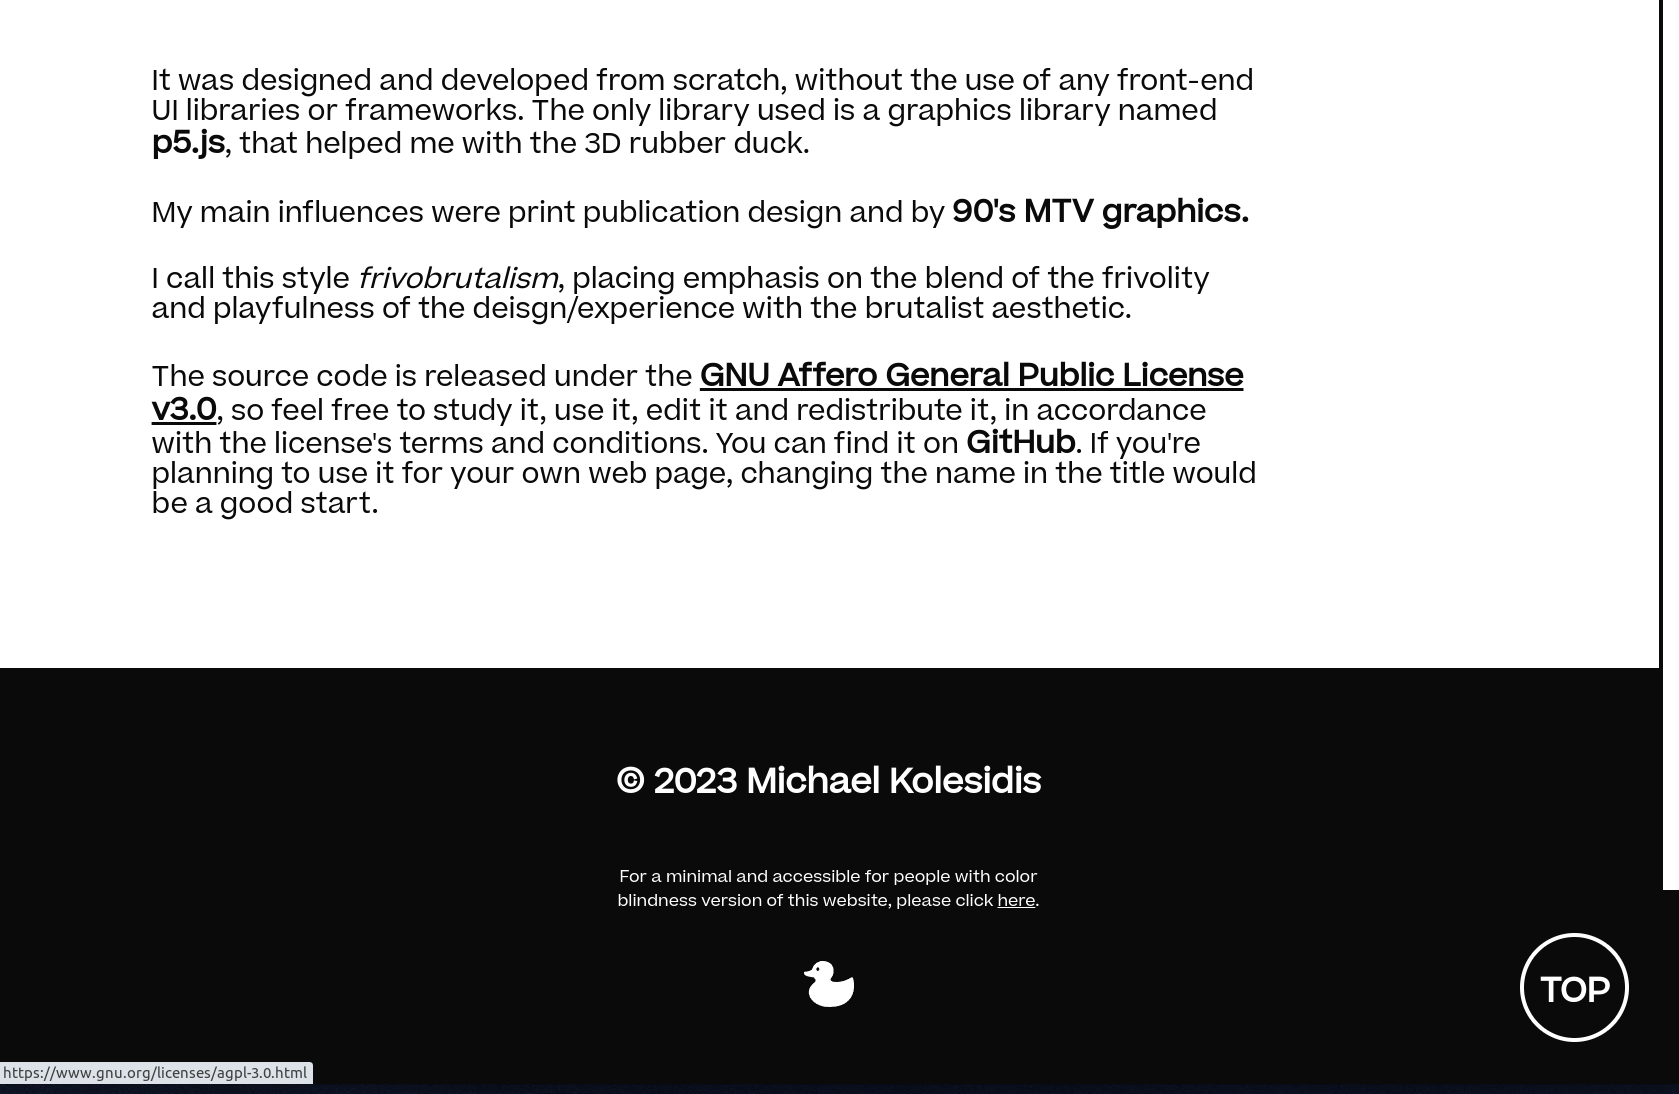 It was designed and developed from scratch, without the use of any front-end
UI libraries or frameworks. The only library used is a graphics library named
p5.js, that helped me with the 3D rubber duck.
My main influences were print publication design and by 90's MTV graphics.
I call this style frivobrutalism, placing emphasis on the blend of the frivolity
and playfulness of the deisgn/experience with the brutalist aesthetic.
The source code is released under the GNU Affero General Public License
v3.0, so feel free to study it, use it, edit it and redistribute it, in accordance
with the license's terms and conditions. You can find it on GitHub. If you're
planning to use it for your own web page, changing the name in the title would
be a good start.
© 2023 Michael Kolesidis
For a minimal and accessible for people with color
blindness version of this website, please click here.
TOP
https://www.gnu.org/licenses/agpl-3.0.html